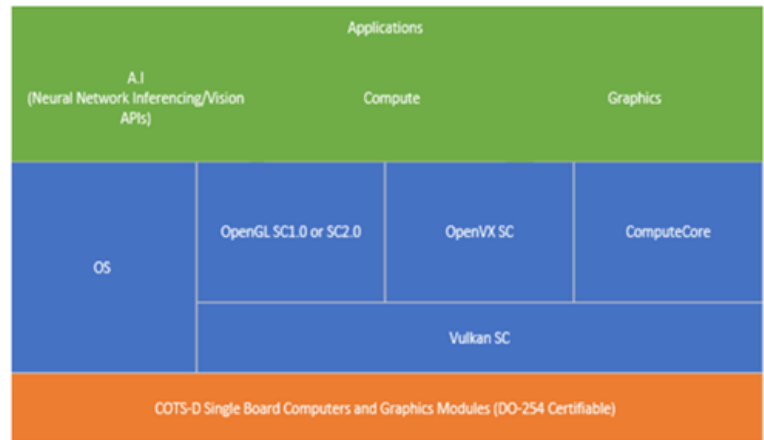 Applications
A.I
(Neural Network Inferencing/Vision
APIs)
Compute
Graphics
OS
OpenGL SC1.0 or SC2.0
OpenVX SC
ComputeCore
Vulkan SC
COTS-D Single Board Computers and Graphics Modules (DO-254 Certifiable)